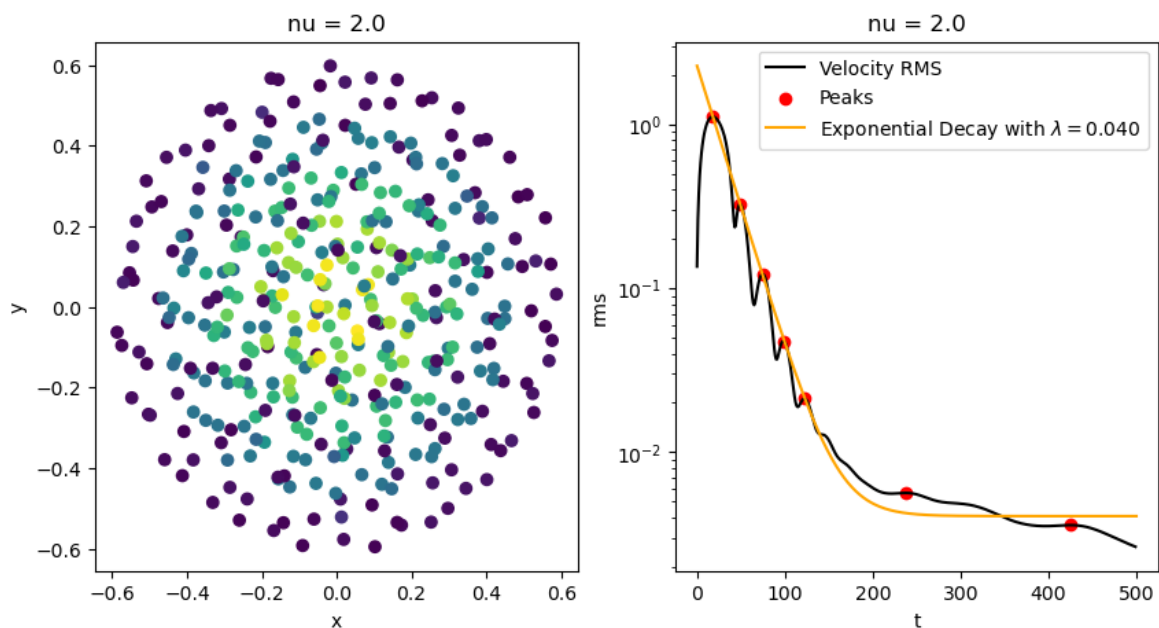 nu = 2.0
0.6
0.4
0.2
0.0
−0.2
−0.4
−0.6
y
−0.6 −0.4 −0.2 0.0 0.2 0.4 0.6
x
nu = 2.0
Velocity RMS
Peaks
Exponential Decay with λ = 0.040
10⁰
10⁻¹
10⁻²
rms
0 100 200 300 400 500
t